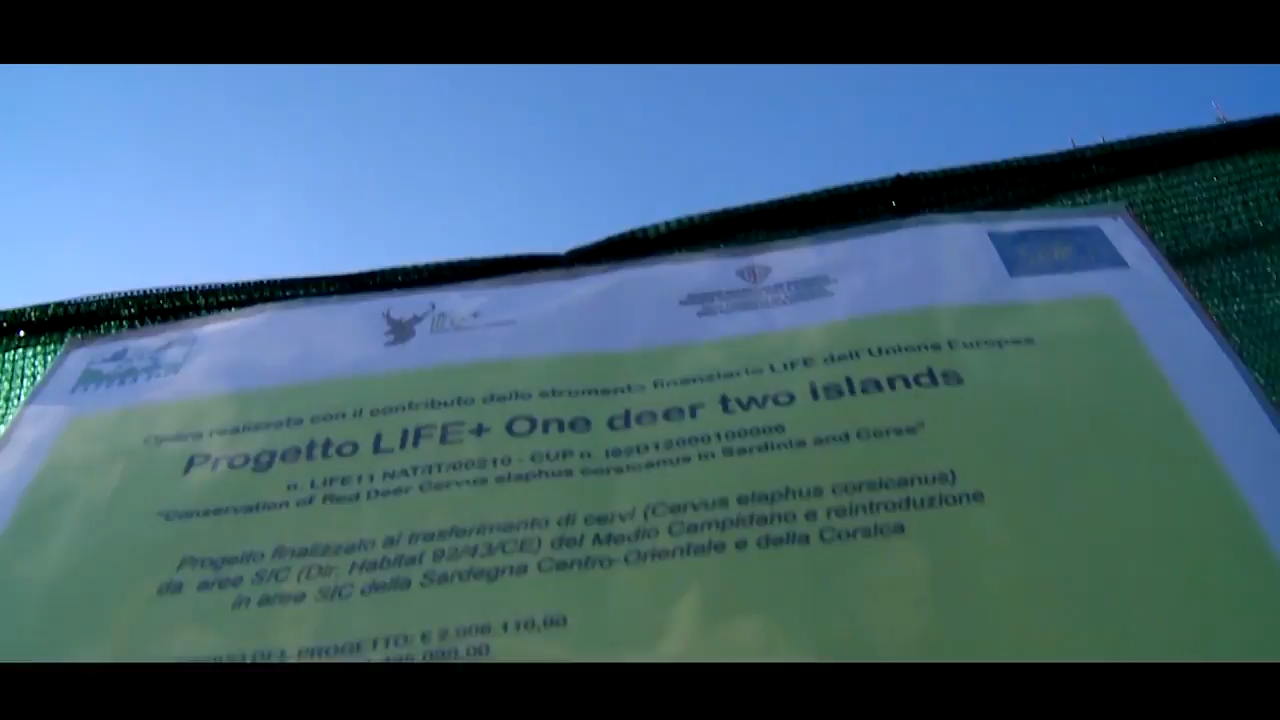 Opera realizzata con il contributo dello strumento finanziario LIFE dell'Unione Europea
Progetto LIFE+ One deer two islands
n. LIFE11 NAT/IT/00210 - CUP n. I82D12000100006
"Conservation of Red Deer Cervus elaphus corsicanus in Sardinia and Corse"
Progetto finalizzato al trasferimento di cervi (Cervus elaphus corsicanus)
da aree SIC (Dir. Habitat 92/43/CE) del Medio Campidano e reintroduzione
in aree SIC della Sardegna Centro-Orientale e della Corsica
DEL PROGETTO: €